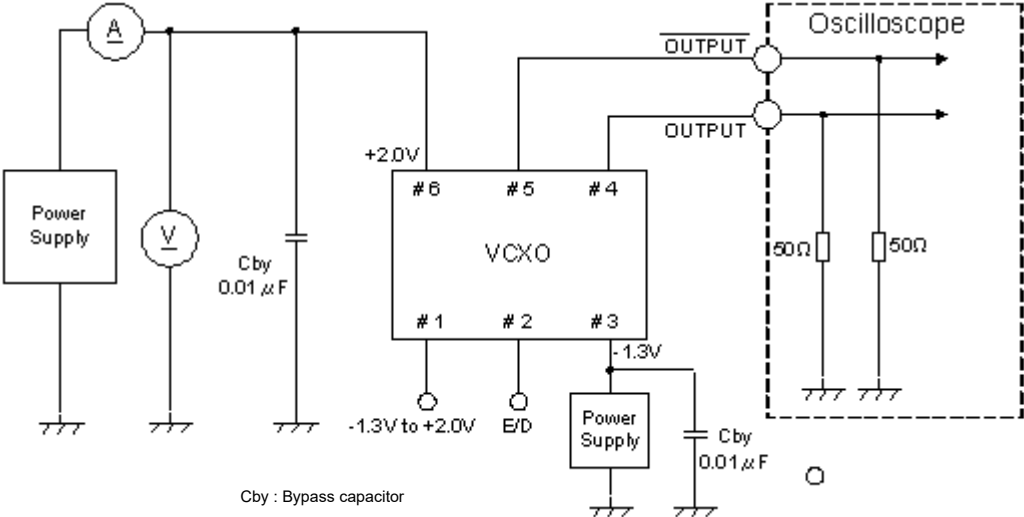 A
Oscilloscope
OUTPUT
OUTPUT
+2.0V
#6 #5 #4
Power
Supply
V
VCXO
50Ω 50Ω
Cby
0.01μF
#1 #2 #3
-1.3V
-1.3V to +2.0V E/D
Power
Supply
Cby
0.01μF
Cby : Bypass capacitor